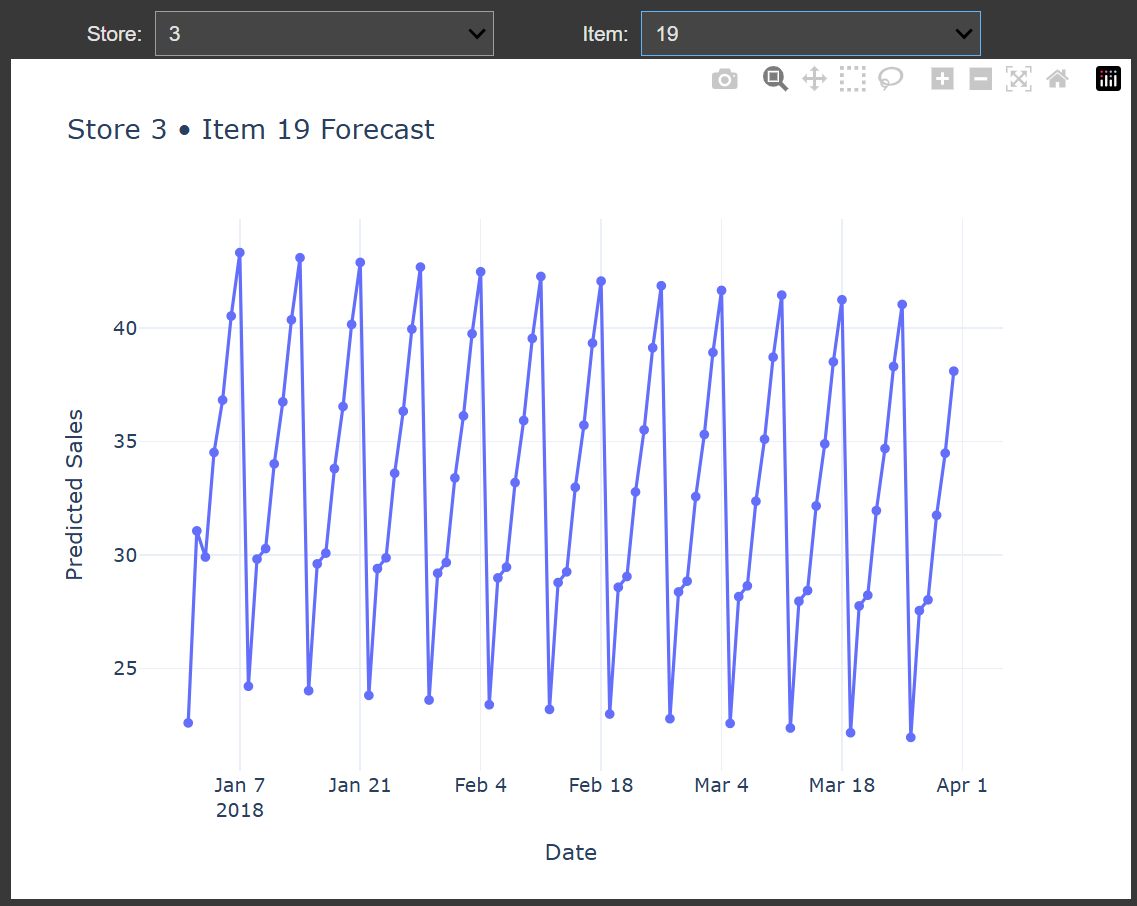 Store: 3 Item: 19
Store 3 • Item 19 Forecast
40
35
30
25
Predicted Sales
Jan 7 Jan 21 Feb 4 Feb 18 Mar 4 Mar 18 Apr 1
2018
Date